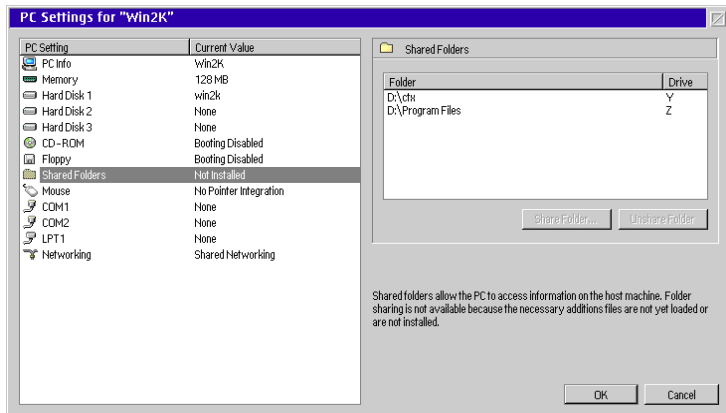 PC Settings for "Win2K"
PC Setting Current Value
PC Info Win2K
Memory 128 MB
Hard Disk 1 win2k
Hard Disk 2 None
Hard Disk 3 None
CD-ROM Booting Disabled
Floppy Booting Disabled
Shared Folders Not Installed
Mouse No Pointer Integration
COM1 None
COM2 None
LPT1 None
Networking Shared Networking
Shared Folders
Folder Drive
D:\ctx Y
D:\Program Files Z
Share Folder... Unshare Folder
Shared folders allow the PC to access information on the host machine. Folder
sharing is not available because the necessary additions files are not yet loaded or
are not installed.
OK Cancel